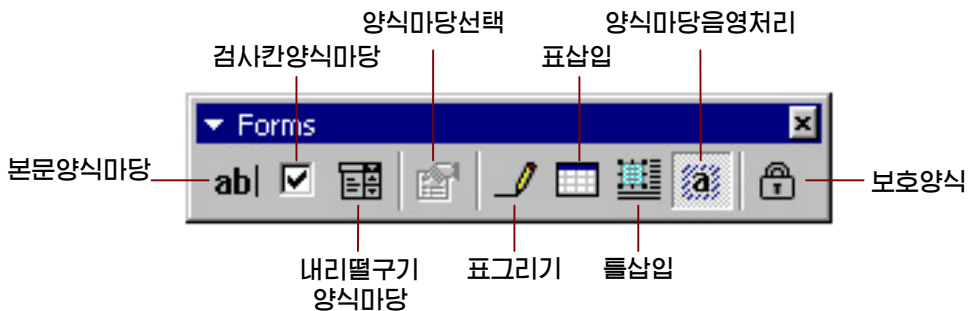 양식마당선택
양식마당음영처리
검사칸양식마당
표삽입
Forms
본문양식마당
ab
a
보호양식
내리떨구기
양식마당
표그리기
틀삽입